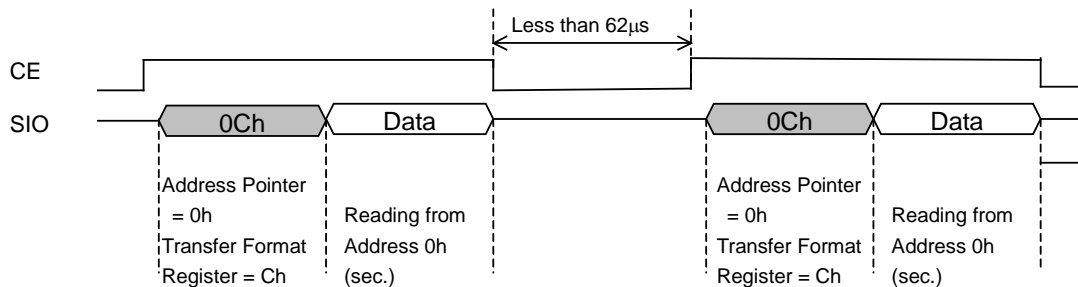 Less than 62μs
CE
SIO
0Ch
Data
0Ch
Data
Address Pointer
= 0h
Transfer Format
Register = Ch
Reading from
Address 0h
(sec.)
Address Pointer
= 0h
Transfer Format
Register = Ch
Reading from
Address 0h
(sec.)